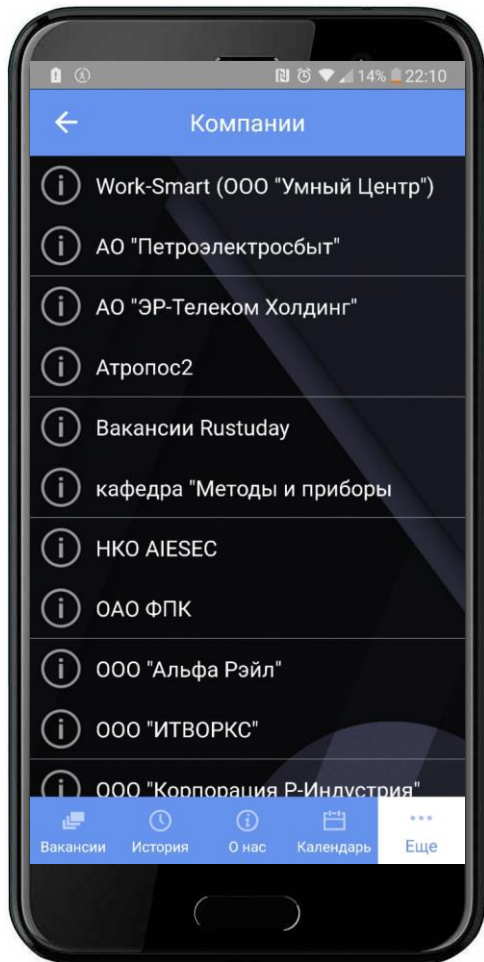 14% 22:10
Компании
Work-Smart (ООО "Умный Центр")
АО "Петроэлектросбыт"
АО "ЭР-Телеком Холдинг"
Атропос2
Вакансии Rustuday
кафедра "Методы и приборы
НКО AIESEC
ОАО ФПК
ООО "Альфа Рэйл"
ООО "ИТВОРКС"
ООО "Корпорация Р-Индустрия"
Вакансии История О нас Календарь Еще